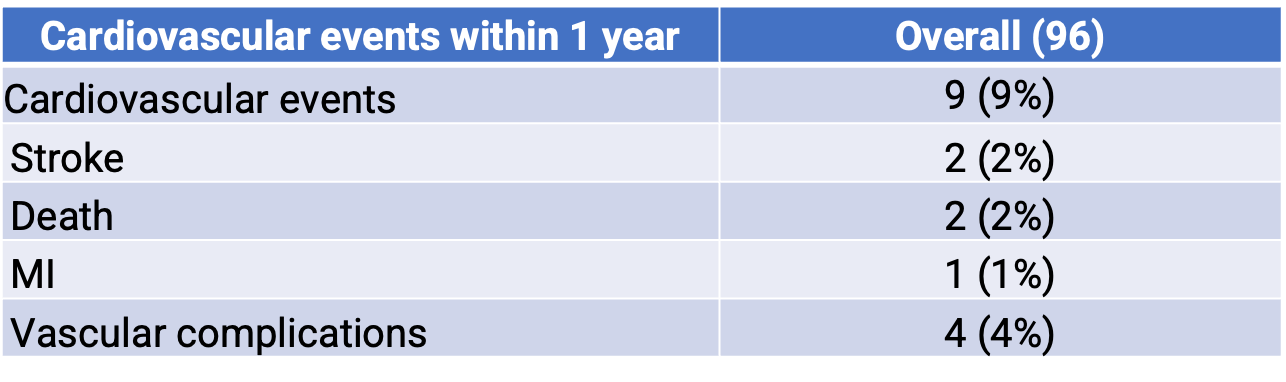 Cardiovascular events within 1 year Overall (96)
Cardiovascular events 9 (9%)
Stroke 2 (2%)
Death 2 (2%)
MI 1 (1%)
Vascular complications 4 (4%)